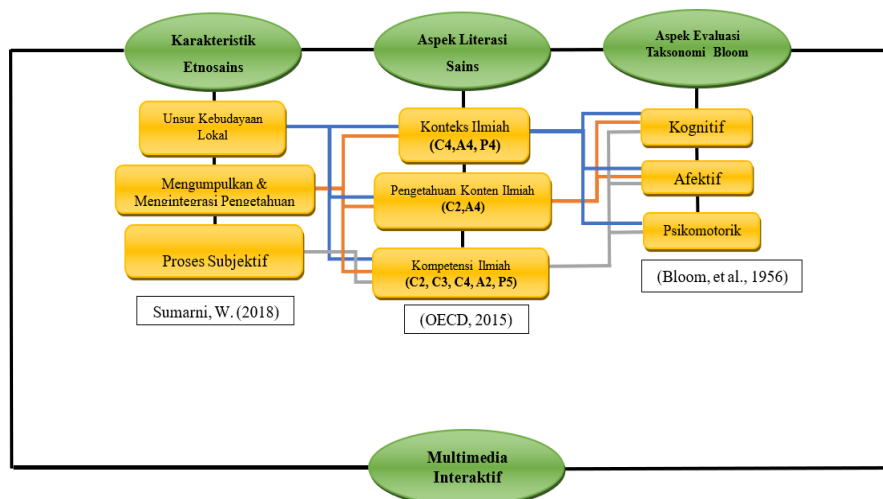 Karakteristik
Etnosains
Unsur Kebudayaan
Lokal
Mengumpulkan &
Mengintegrasi Pengetahuan
Proses Subjektif
Sumarni, W. (2018)
Aspek Literasi
Sains
Konteks Ilmiah
(C4,A4, P4)
Pengetahuan Konten Ilmiah
(C2,A4)
Kompetensi Ilmiah
(C2, C3, C4, A2, P5)
(OECD, 2015)
Aspek Evaluasi
Taksonomi Bloom
Kognitif
Afektif
Psikomotorik
(Bloom, et al., 1956)
Multimedia
Interaktif